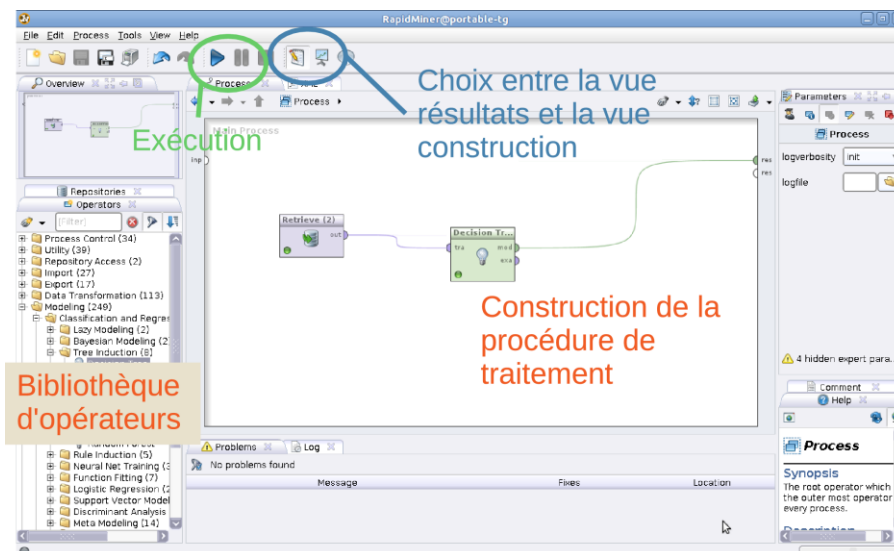 RapidMiner@portable-tg
File Edit Process Tools View Help
Overview
Process
XML
Process
Exécution
Choix entre la vue
résultats et la vue
construction
Main Process
inp
res
res
Retrieve (2)
out
Decision Tr...
tra
mod
exa
Construction de la
procédure de
traitement
Repositories
Operators
[Filter]
Process Control (34)
Utility (39)
Repository Access (2)
Import (27)
Export (17)
Data Transformation (113)
Modeling (249)
Classification and Regres
Lazy Modeling (2)
Bayesian Modeling (2
Tree Induction (8)
Bibliothèque
d'opérateurs
Random Forest
Rule Induction (5)
Neural Net Training (3
Function Fitting (7)
Logistic Regression (2
Support Vector Model
Discriminant Analysis
Meta Modeling (14)
Problems
Log
No problems found
Message Fixes Location
Parameters
Process
logverbosity init
logfile
4 hidden expert para...
Comment
Help
Process
Synopsis
The root operator which
the outer most operator
every process.